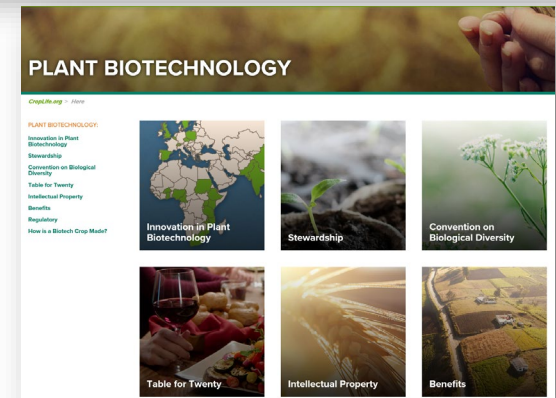 PLANT BIOTECHNOLOGY
CropLife.org > Here
PLANT BIOTECHNOLOGY:
Innovation in Plant
Biotechnology
Stewardship
Convention on Biological
Diversity
Table for Twenty
Intellectual Property
Benefits
Regulatory
How is a Biotech Crop Made?
Innovation in Plant
Biotechnology
Stewardship
Convention on
Biological Diversity
Table for Twenty
Intellectual Property
Benefits